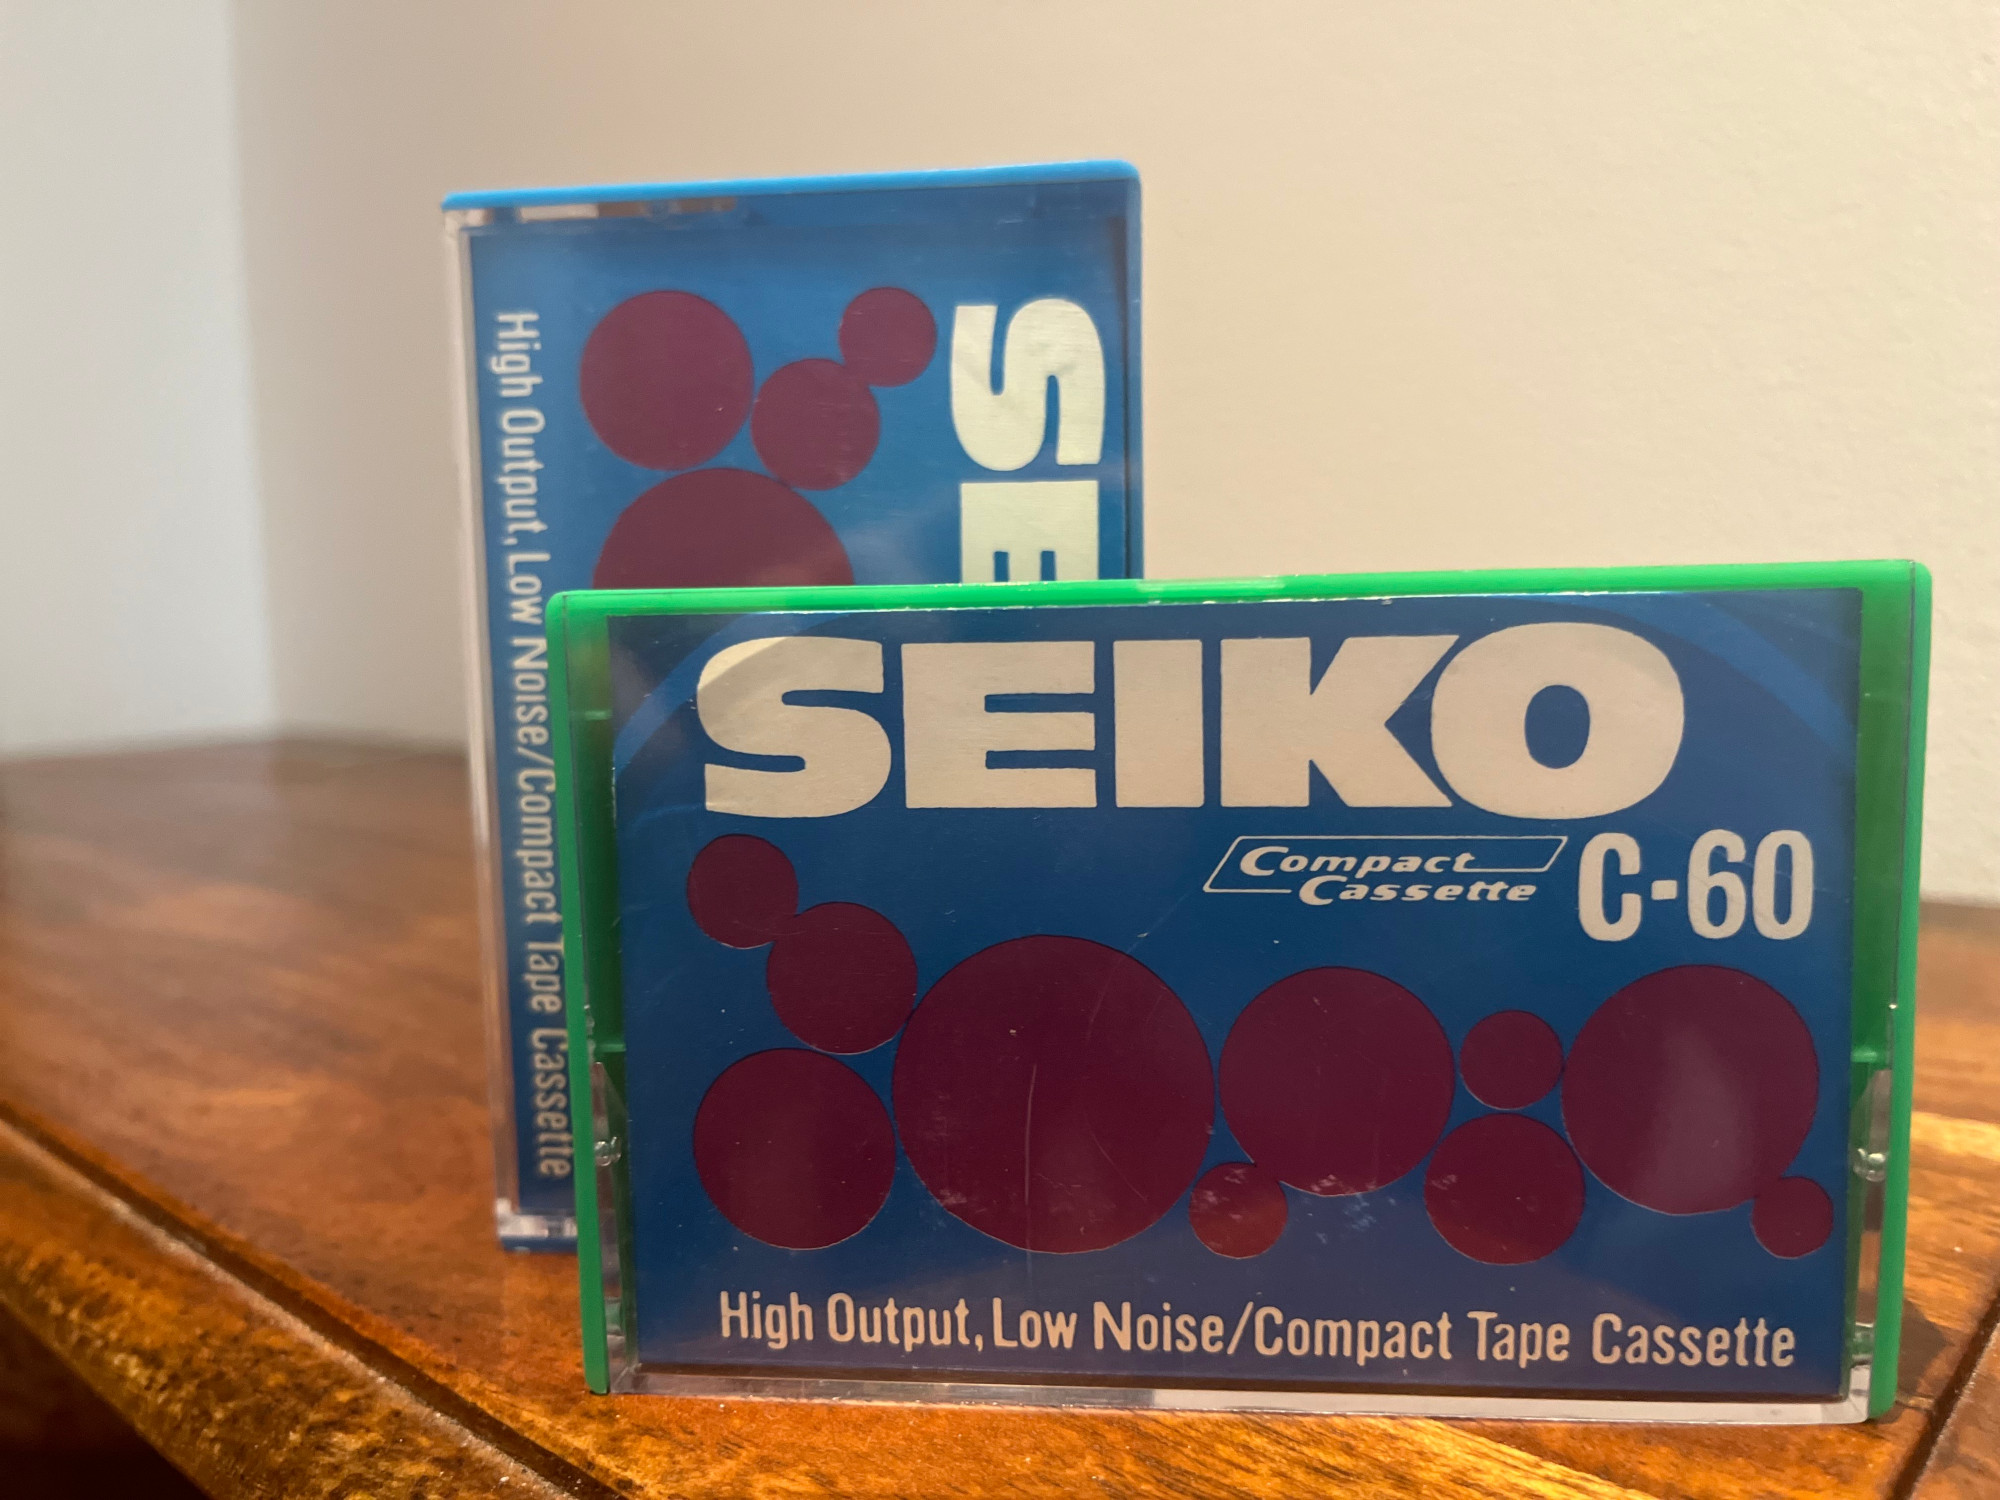 SEIKO
Compact
Cassette
C-60
High Output, Low Noise/Compact Tape Cassette
SE
High Output, Low Noise/Compact Tape Cassette